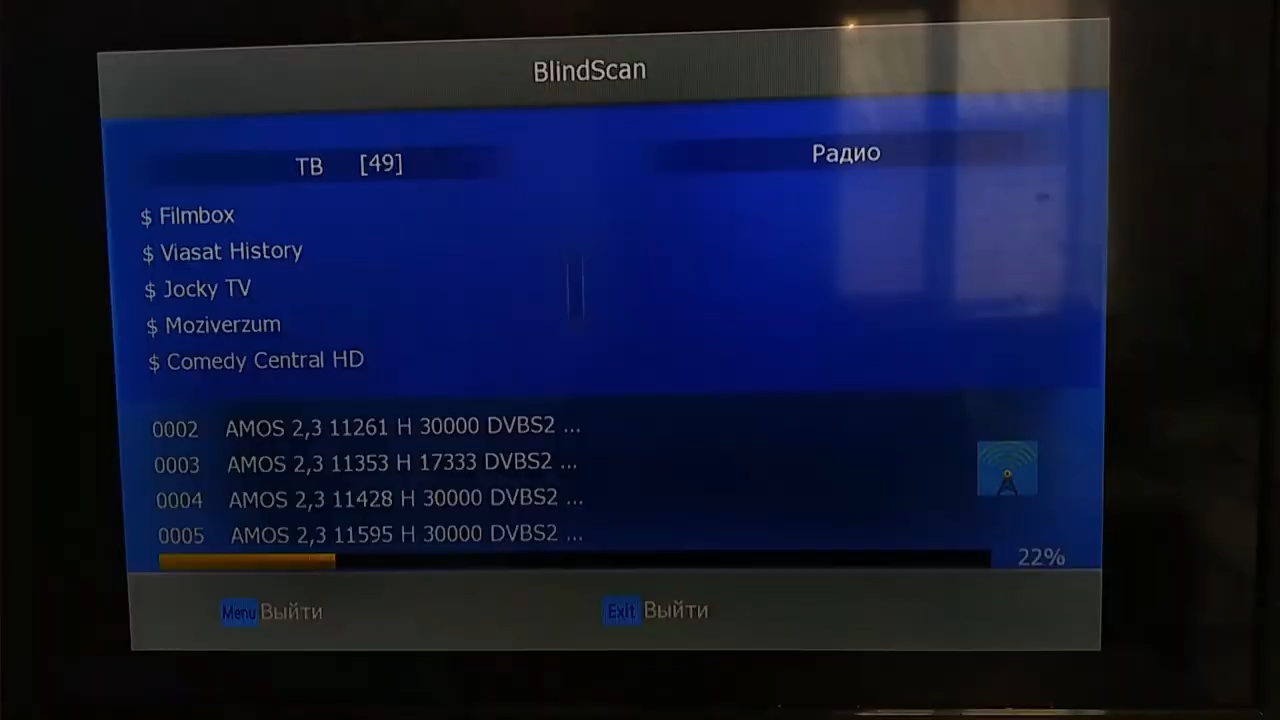 BlindScan
ТВ [49]
Радио
$ Filmbox
$ Viasat History
$ Jocky TV
$ Moziverzum
$ Comedy Central HD
0002 AMOS 2,3 11261 H 30000 DVBS2 ...
0003 AMOS 2,3 11353 H 17333 DVBS2 ...
0004 AMOS 2,3 11428 H 30000 DVBS2 ...
0005 AMOS 2,3 11595 H 30000 DVBS2 ...
22%
Menu Выйти
Exit Выйти